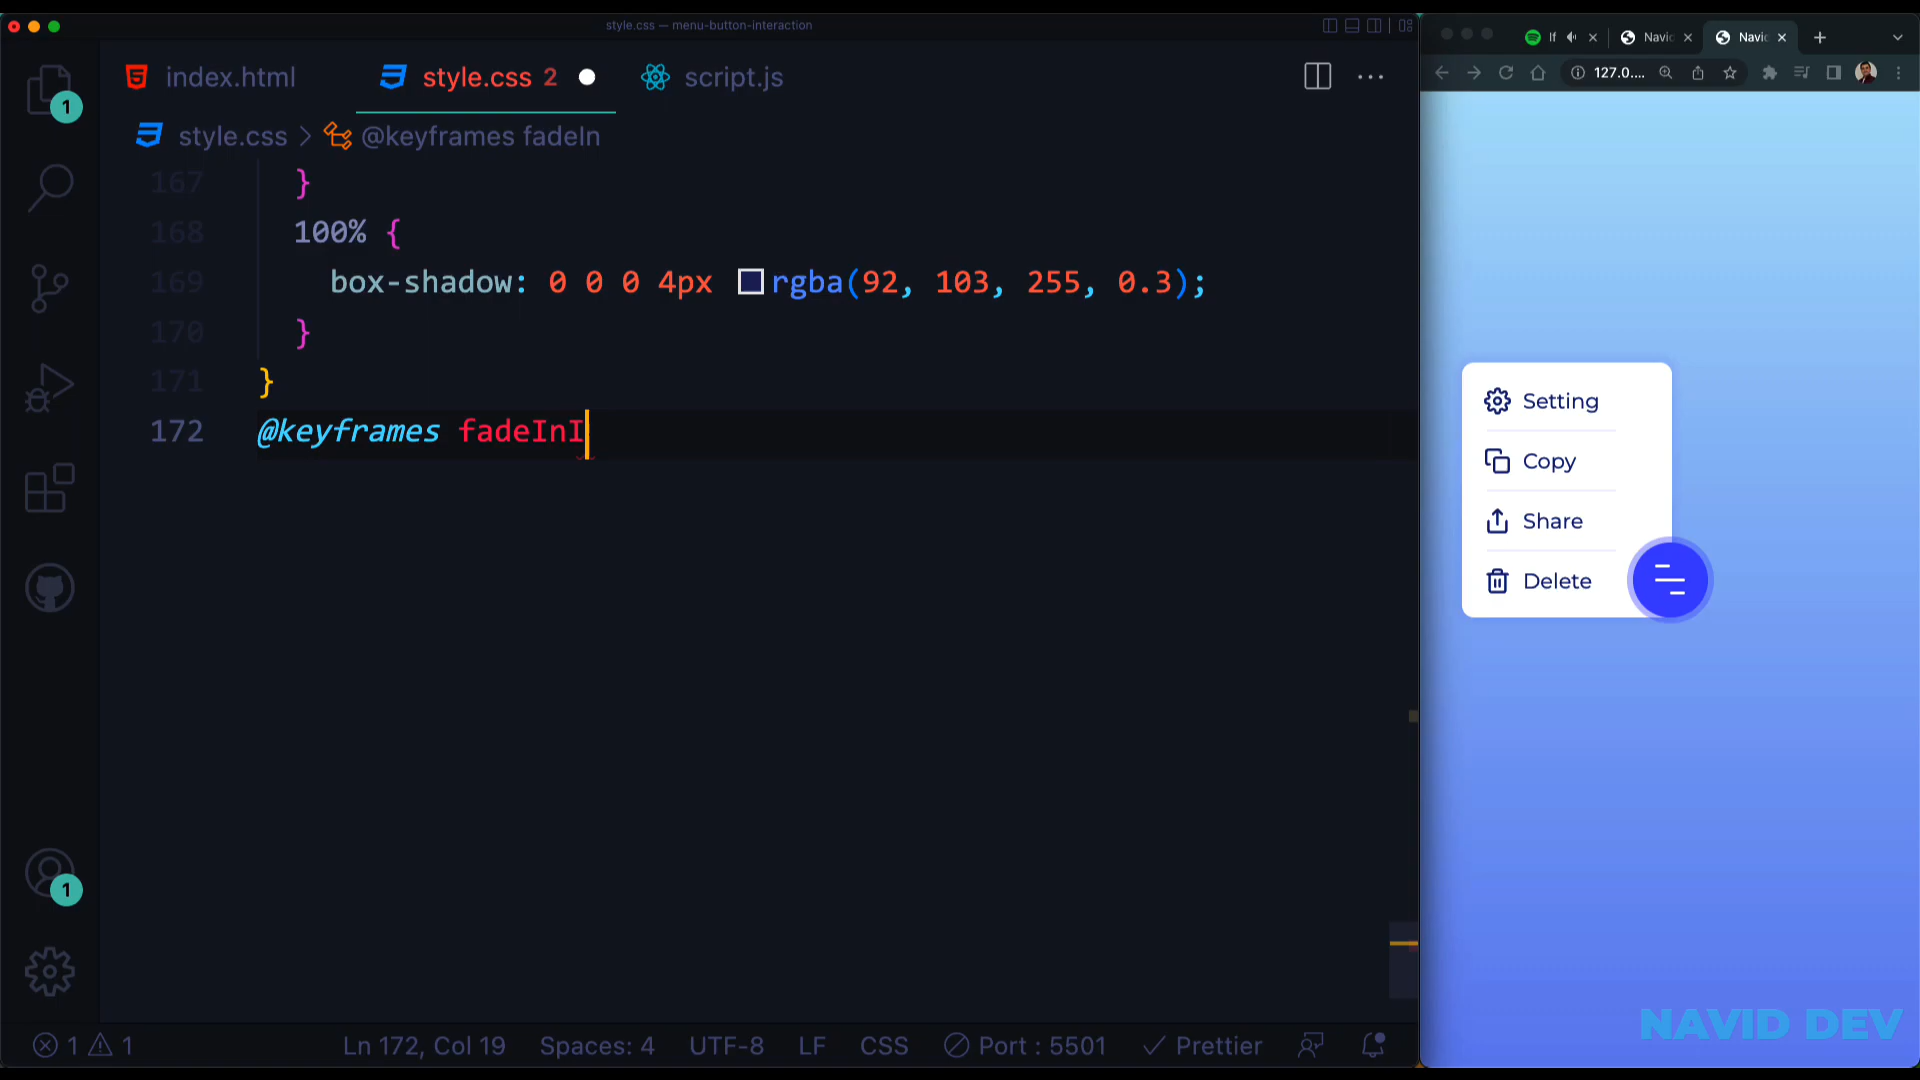 style.css — menu-button-interaction
index.html
style.css 2
script.js
style.css > @keyframes fadeIn
167 }
168 100% {
169 box-shadow: 0 0 0 4px rgba(92, 103, 255, 0.3);
170 }
171 }
172 @keyframes fadeInI
1
1
1 1
Ln 172, Col 19
Spaces: 4
UTF-8
LF
CSS
Port : 5501
Prettier
If
Navi
Navi
127.0....
Setting
Copy
Share
Delete
NAVID DEV